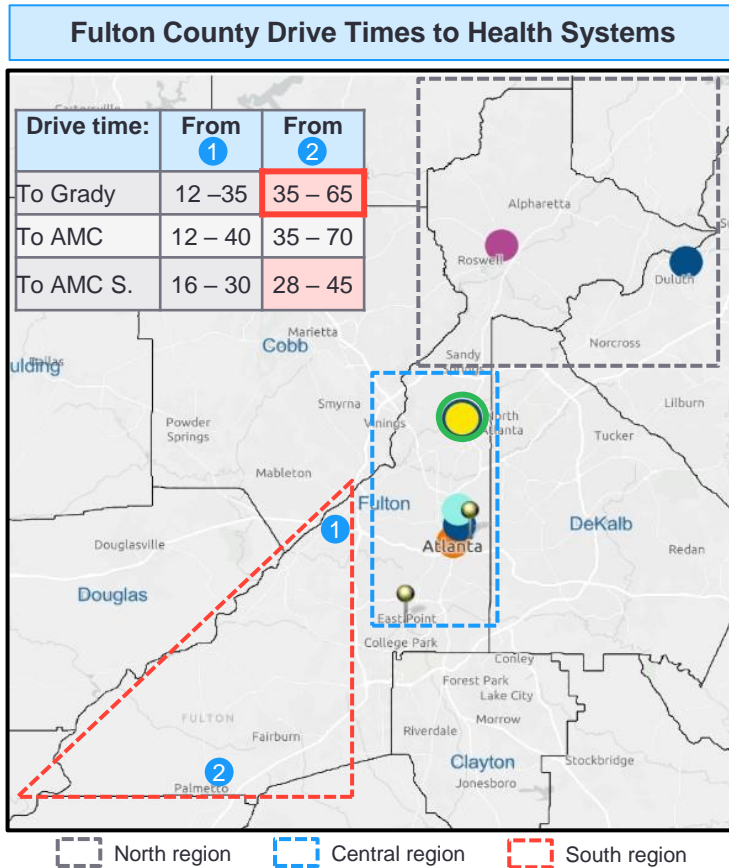 Fulton County Drive Times to Health Systems
Drive time: From 1 From 2
To Grady 12 –35 35 – 65
To AMC 12 – 40 35 – 70
To AMC S. 16 – 30 28 – 45
Alpharetta
Roswell
Duluth
Marietta
Norcross
Cobb
Sandy
Springs
ulding
Dallas
Smyrna
Lilburn
Powder
Springs
Vinings
North
Atlanta
Tucker
Mableton
Fulton
1
DeKalb
Douglasville
Atlanta
Redan
Douglas
East Point
College Park
Conley
Forest Park
Lake City
FULTON
Morrow
Fairburn
Riverdale
Clayton
Stockbridge
2
Palmetto
Jonesboro
North region Central region South region